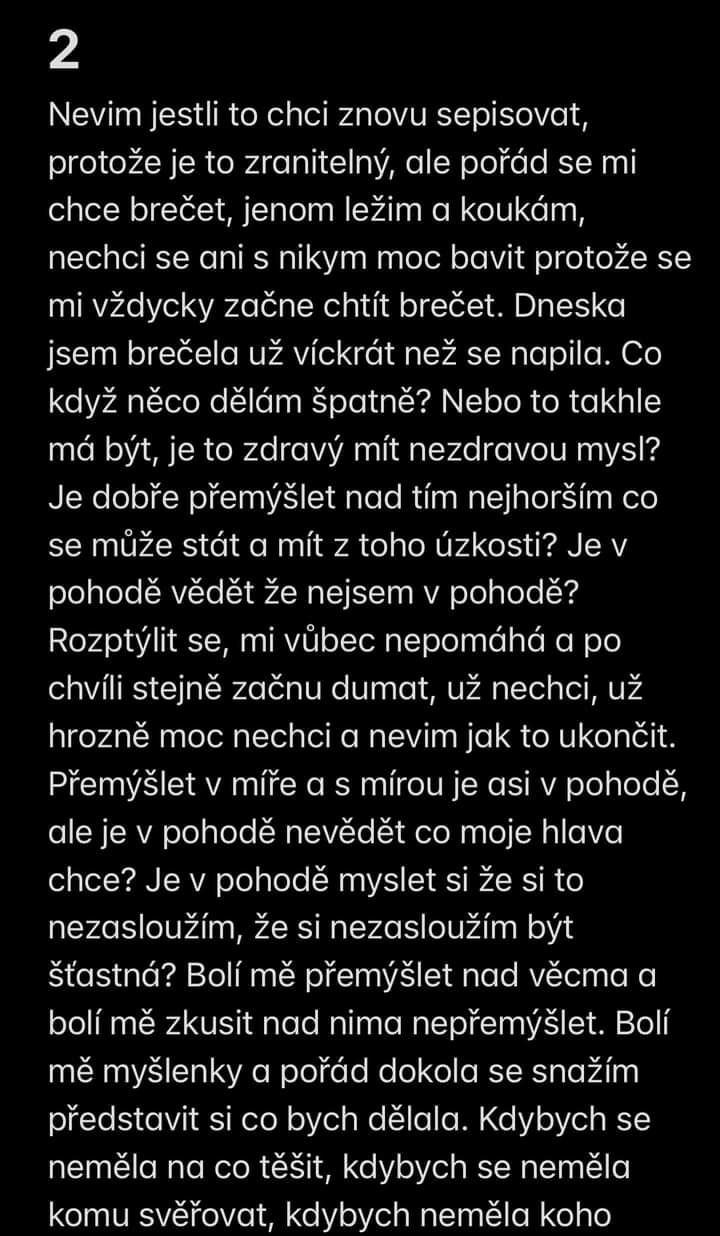 2
Nevim jestli to chci znovu sepisovat,
protože je to zranitelný, ale pořád se mi
chce brečet, jenom ležim a koukám,
nechci se ani s nikym moc bavit protože se
mi vždycky začne chtít brečet. Dneska
jsem brečela už víckrát než se napila. Co
když něco dělám špatně? Nebo to takhle
má být, je to zdravý mít nezdravou mysl?
Je dobře přemýšlet nad tím nejhorším co
se může stát a mít z toho úzkosti? Je v
pohodě vědět že nejsem v pohodě?
Rozptýlit se, mi vůbec nepomáhá a po
chvíli stejně začnu dumat, už nechci, už
hrozně moc nechci a nevim jak to ukončit.
Přemýšlet v míře a s mírou je asi v pohodě,
ale je v pohodě nevědět co moje hlava
chce? Je v pohodě myslet si že si to
nezasloužím, že si nezasloužím být
šťastná? Bolí mě přemýšlet nad věcma a
bolí mě zkusit nad nima nepřemýšlet. Bolí
mě myšlenky a pořád dokola se snažím
představit si co bych dělala. Kdybych se
neměla na co těšit, kdybych se neměla
komu svěřovat, kdybych neměla koho